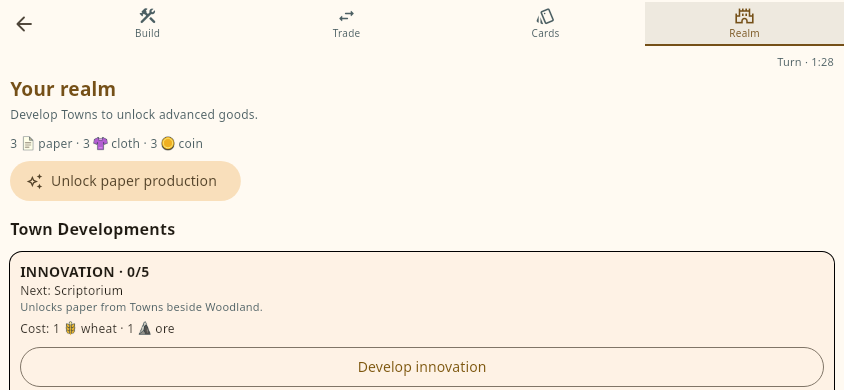 Build
Trade
Cards
Realm
Turn · 1:28
Your realm
Develop Towns to unlock advanced goods.
3 paper · 3 cloth · 3 coin
Unlock paper production
Town Developments
INNOVATION · 0/5
Next: Scriptorium
Unlocks paper from Towns beside Woodland.
Cost: 1 wheat · 1 ore
Develop innovation